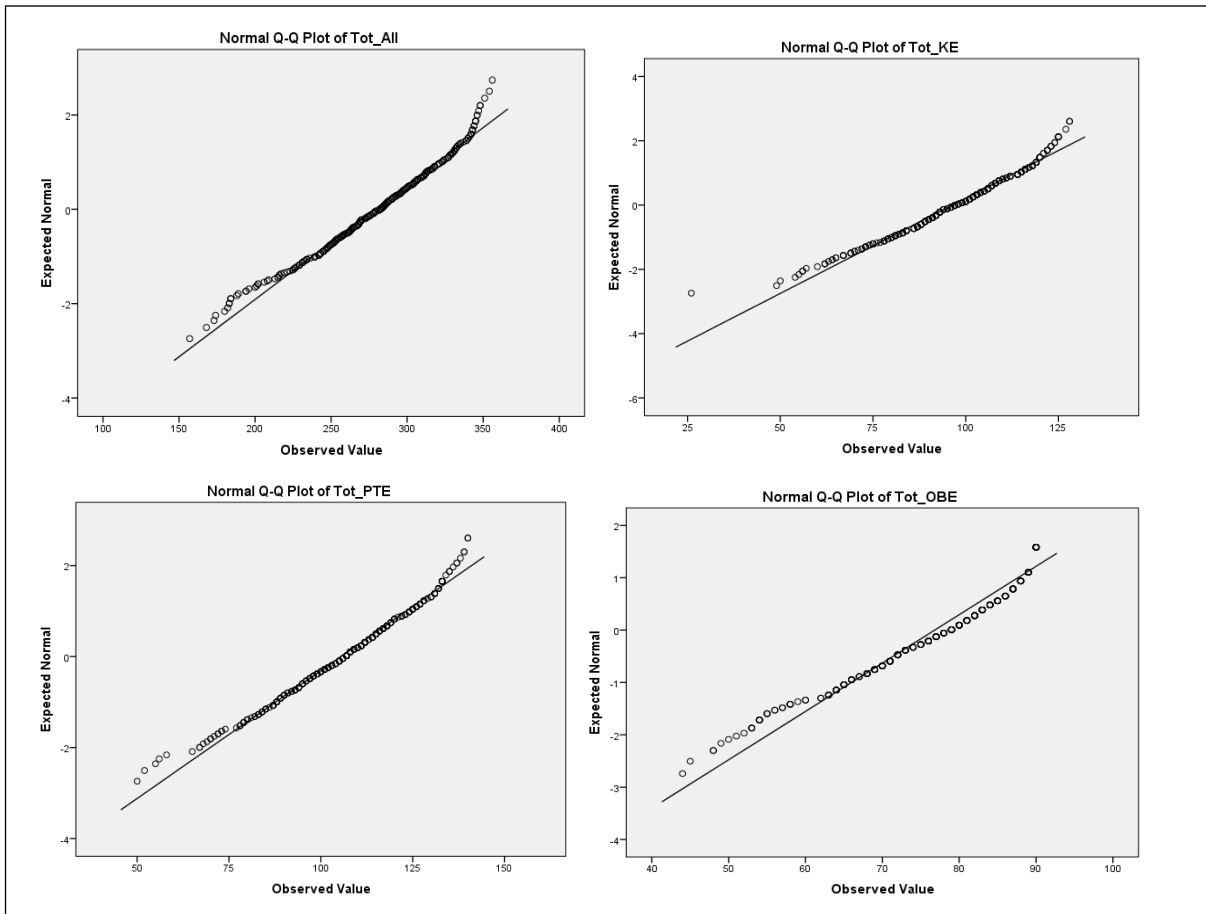 Normal Q-Q Plot of Tot_All
Expected Normal
2
0
-2
-4
100 150 200 250 300 350 400
Observed Value
Normal Q-Q Plot of Tot_KE
Expected Normal
4
2
0
-2
-4
-6
25 50 75 100 125
Observed Value
Normal Q-Q Plot of Tot_PTE
Expected Normal
2
0
-2
-4
50 75 100 125 150
Observed Value
Normal Q-Q Plot of Tot_OBE
Expected Normal
2
1
0
-1
-2
-3
-4
40 50 60 70 80 90 100
Observed Value